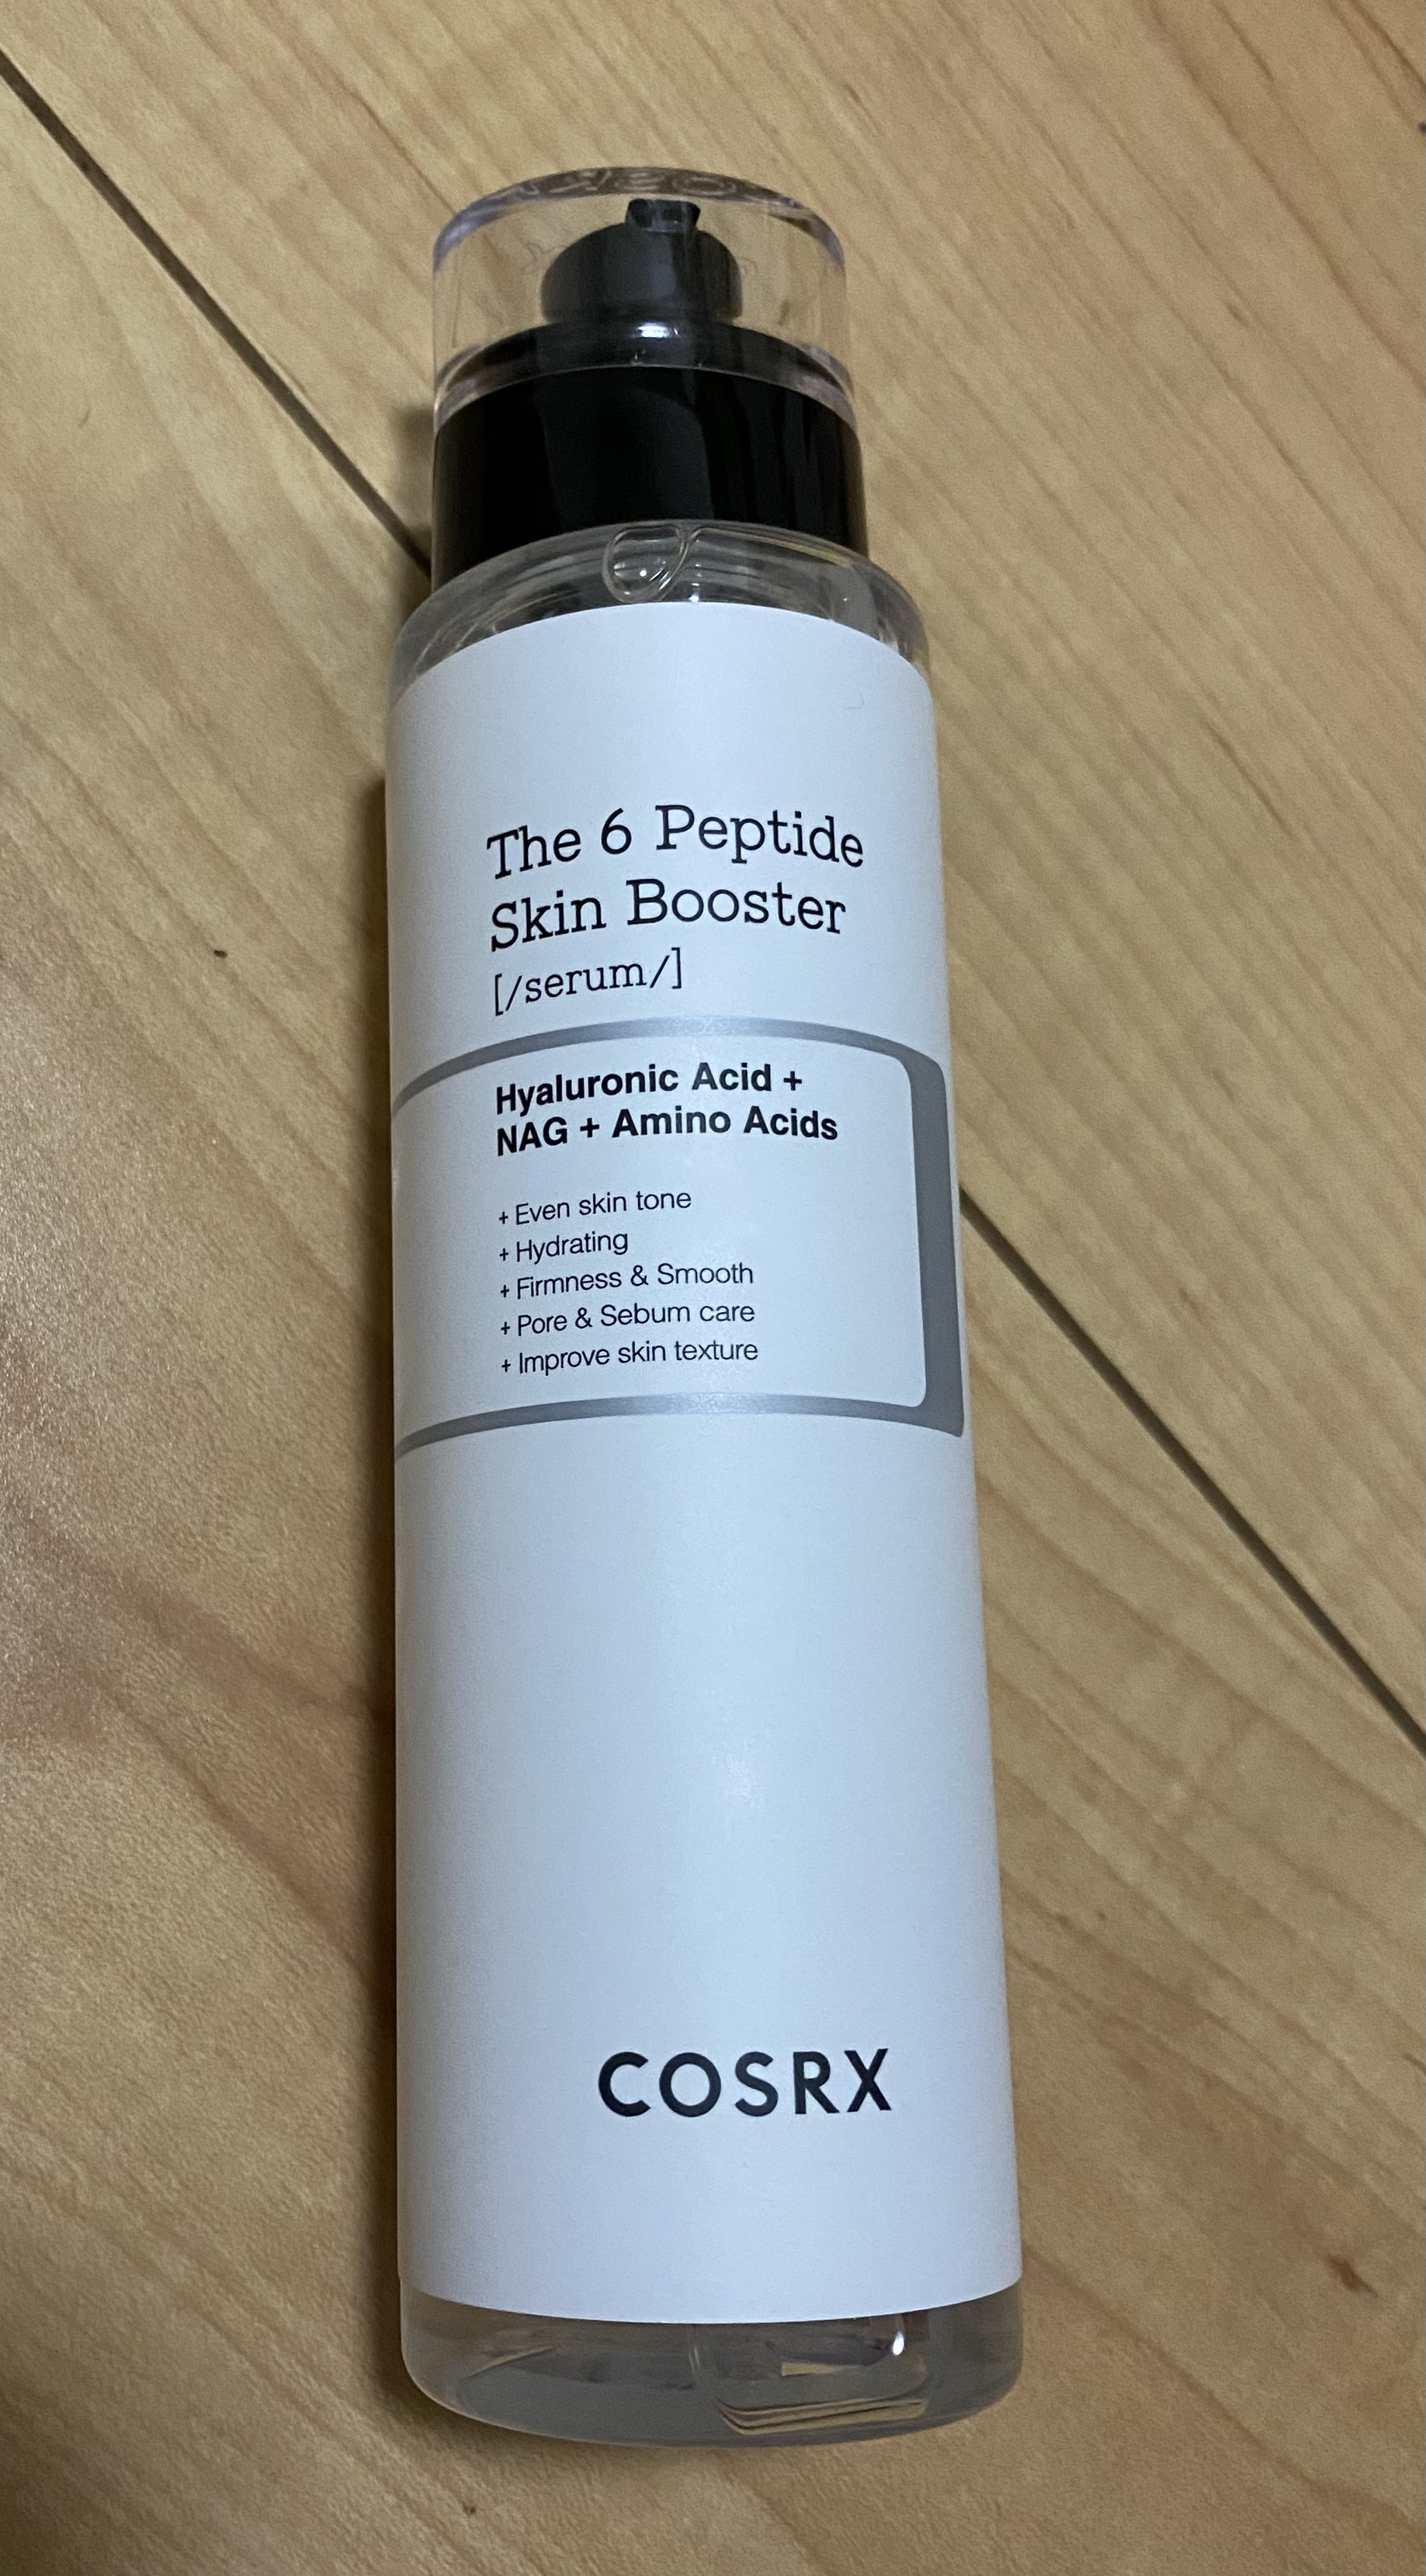 The 6 Peptide
Skin Booster
[/serum/]
Hyaluronic Acid +
NAG + Amino Acids
+ Even skin tone
+ Hydrating
+ Firmness & Smooth
+ Pore & Sebum care
+ Improve skin texture
COSRX